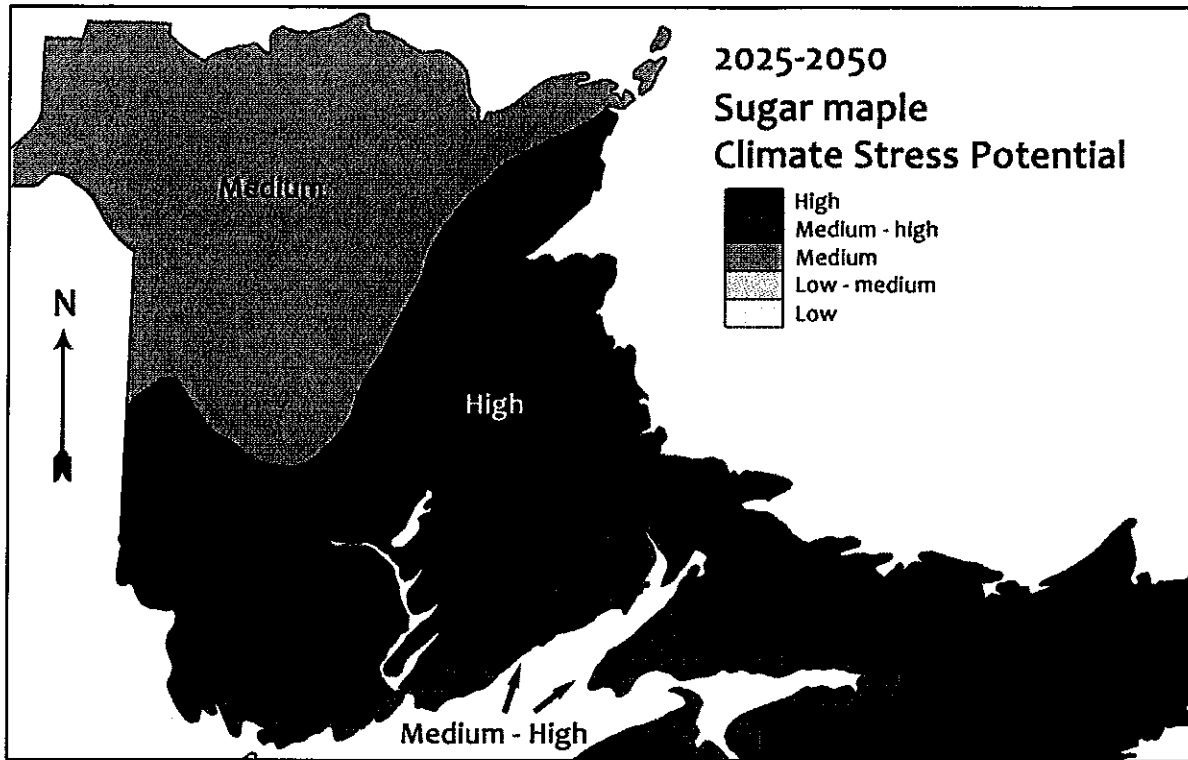 2025-2050
Sugar maple
Climate Stress Potential
High
Medium - high
Medium
Low - medium
Low
Medium
N
High
Medium - High